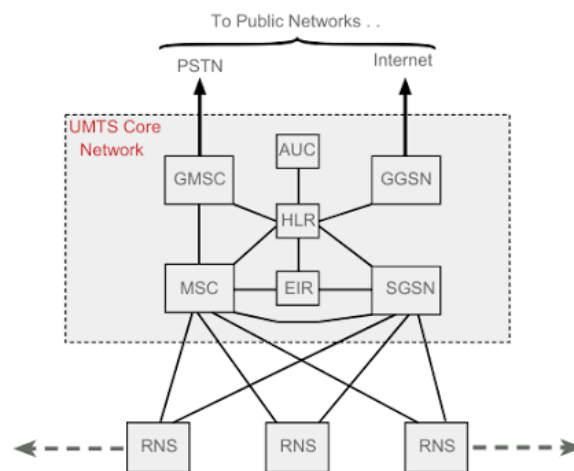 To Public Networks . .
PSTN
Internet
UMTS Core
Network
AUC
GMSC
GGSN
HLR
MSC
EIR
SGSN
RNS
RNS
RNS